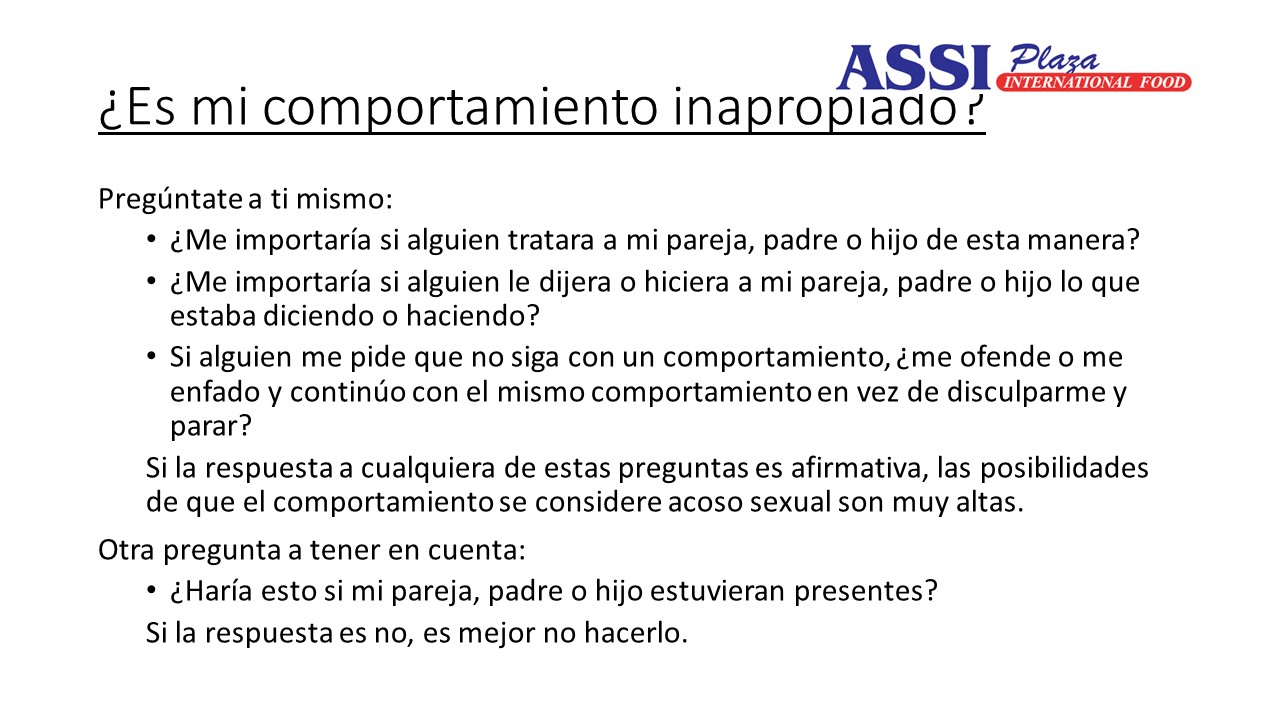 ASSI Plaza
INTERNATIONAL FOOD
¿Es mi comportamiento inapropiado?
Pregúntate a ti mismo:
• ¿Me importaría si alguien tratara a mi pareja, padre o hijo de esta manera?
• ¿Me importaría si alguien le dijera o hiciera a mi pareja, padre o hijo lo que
estaba diciendo o haciendo?
• Si alguien me pide que no siga con un comportamiento, ¿me ofende o me
enfado y continúo con el mismo comportamiento en vez de disculparme y
parar?
Si la respuesta a cualquiera de estas preguntas es afirmativa, las posibilidades
de que el comportamiento se considere acoso sexual son muy altas.
Otra pregunta a tener en cuenta:
• ¿Haría esto si mi pareja, padre o hijo estuvieran presentes?
Si la respuesta es no, es mejor no hacerlo.